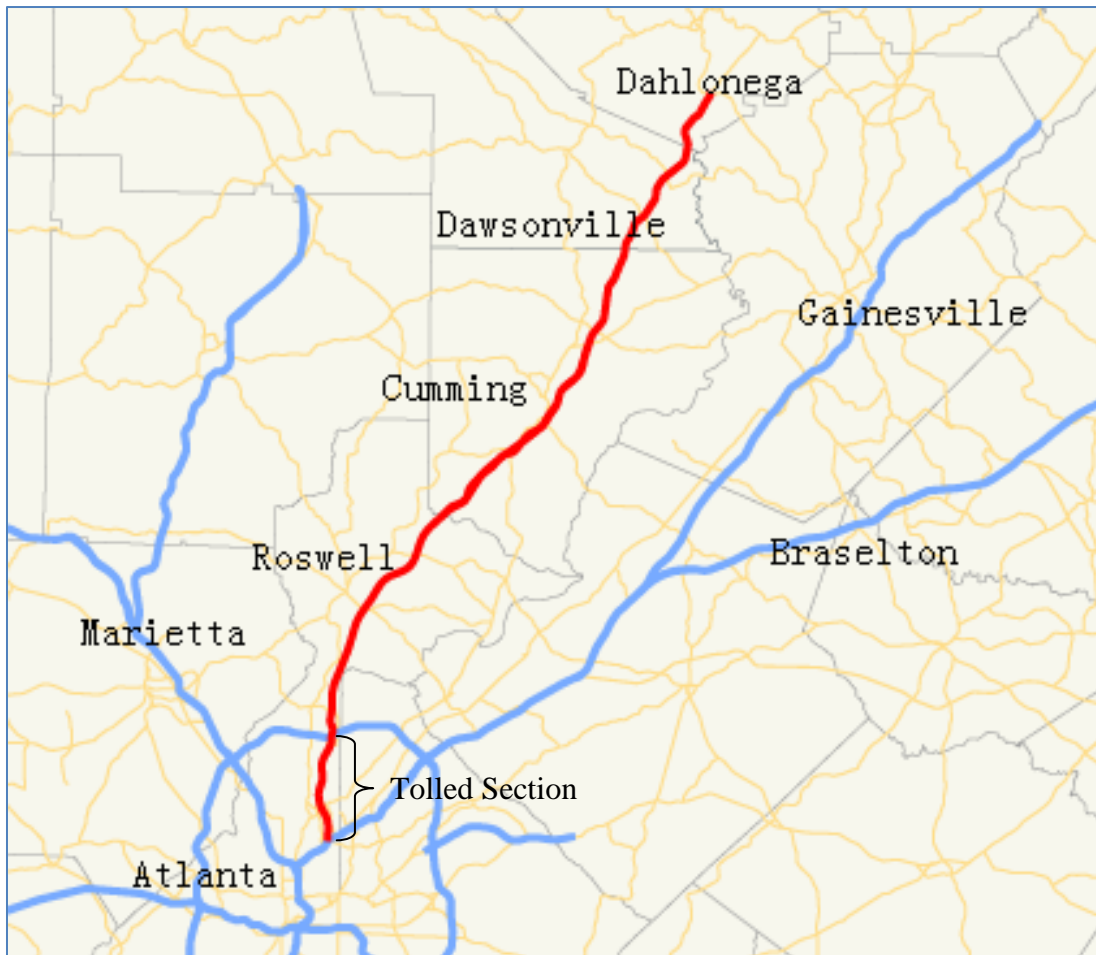 Dahlonega
Dawsonville
Gainesville
Cumming
Braselton
Roswell
Marietta
Tolled Section
Atlanta